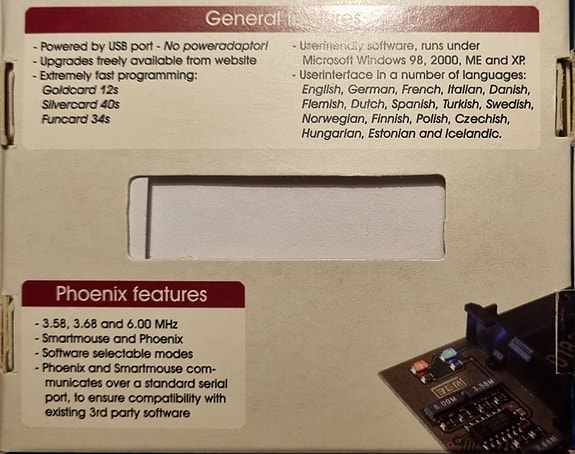 General
- Powered by USB port - No poweradaptor!
- Upgrades freely available from website
- Extremely fast programming:
Goldcard 12s
Silvercard 40s
Funcard 34s
- Userfriendly software, runs under
Microsoft Windows 98, 2000, ME and XP.
- Userinterface in a number of languages:
English, German, French, Italian, Danish,
Flemish, Dutch, Spanish, Turkish, Swedish,
Norwegian, Finnish, Polish, Czechish,
Hungarian, Estonian and Icelandic.
Phoenix features
- 3.58, 3.68 and 6.00 MHz
- Smartmouse and Phoenix
- Software selectable modes
- Phoenix and Smartmouse com-
municates over a standard serial
port, to ensure compatibility with
existing 3rd party software
6.00M
3.58M